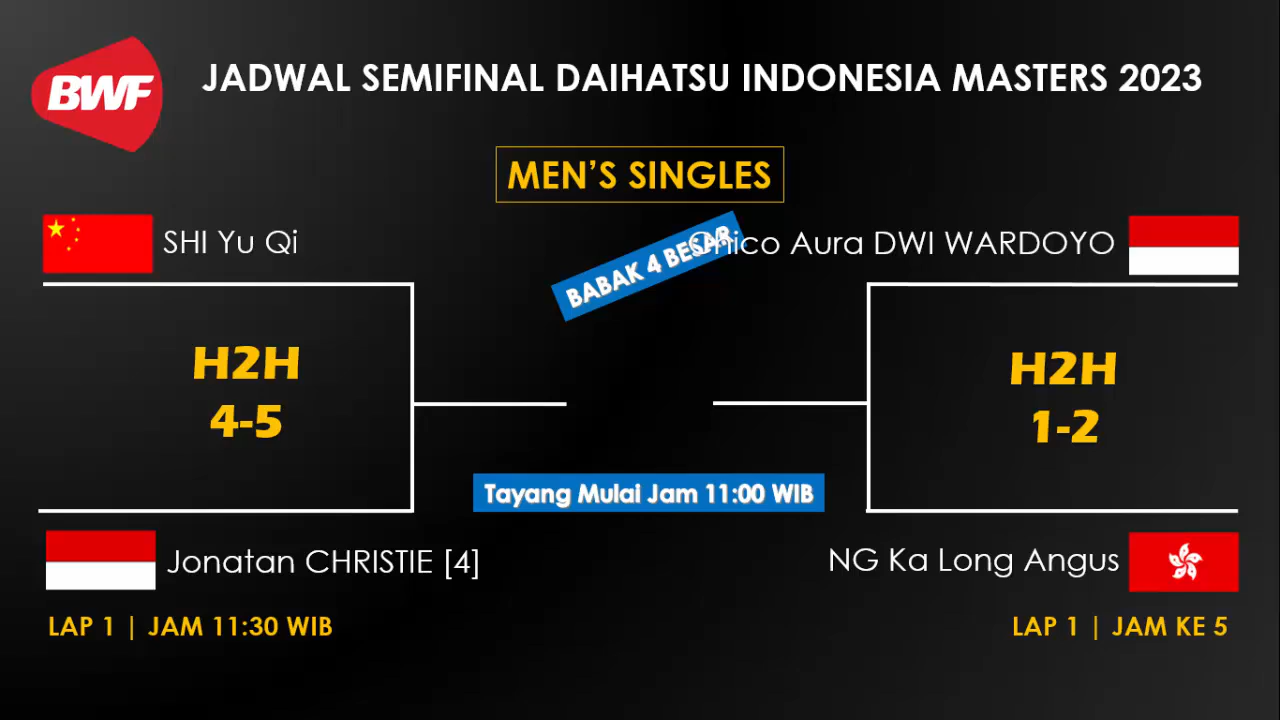 BWF
JADWAL SEMIFINAL DAIHATSU INDONESIA MASTERS 2023
MEN'S SINGLES
SHI Yu Qi
BABAK 4 BESAR
Chico Aura DWI WARDOYO
H2H
4-5
H2H
1-2
Tayang Mulai Jam 11:00 WIB
Jonatan CHRISTIE [4]
NG Ka Long Angus
LAP 1 | JAM 11:30 WIB
LAP 1 | JAM KE 5